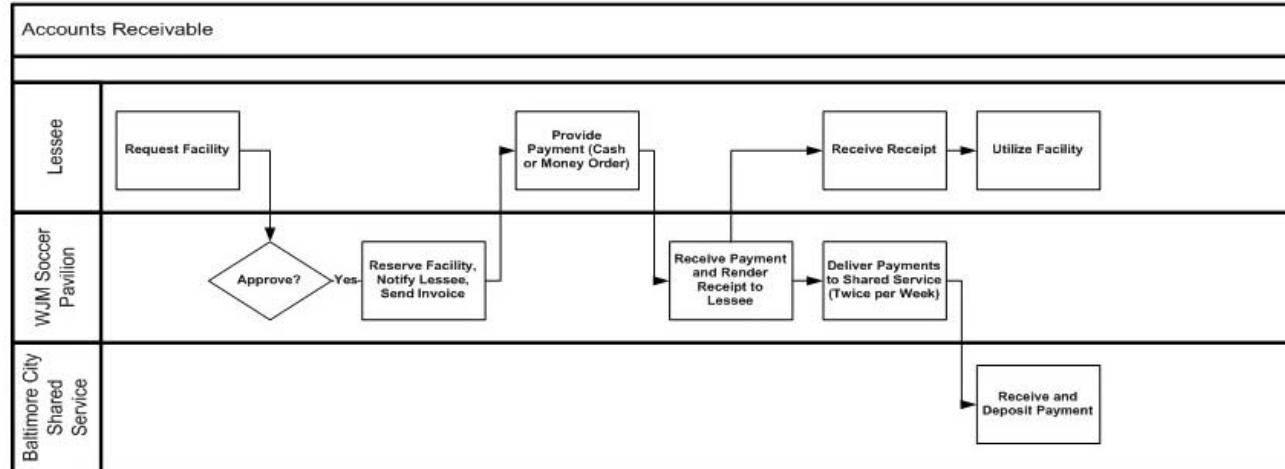 Accounts Receivable
Lessee
Request Facility
Provide
Payment (Cash
or Money Order)
Receive Receipt
Utilize Facility
WJM Soccer
Pavilion
Approve?
Yes
Reserve Facility,
Notify Lessee,
Send Invoice
Receive Payment
and Render
Receipt to
Lessee
Deliver Payments
to Shared Service
(Twice per Week)
Baltimore City
Shared
Service
Receive and
Deposit Payment